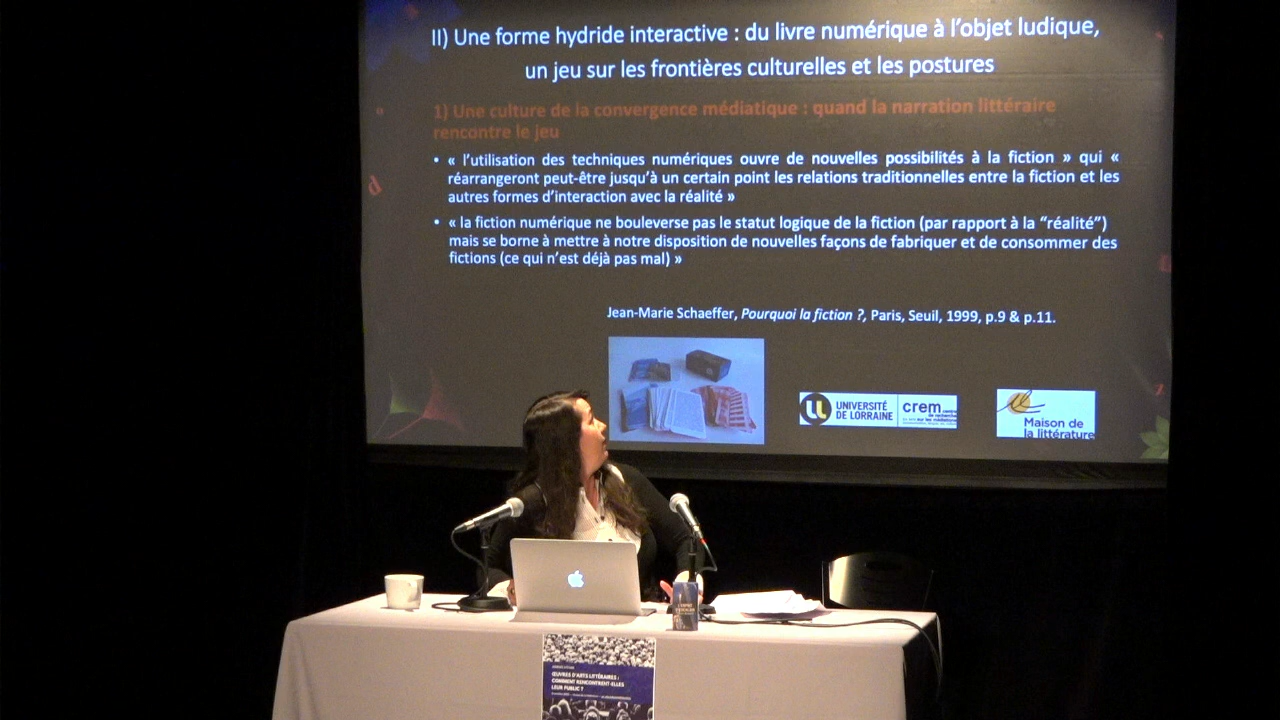 II) Une forme hydride interactive : du livre numérique à l'objet ludique,
un jeu sur les frontières culturelles et les postures
1) Une culture de la convergence médiatique : quand la narration littéraire
rencontre le jeu
• « l'utilisation des techniques numériques ouvre de nouvelles possibilités à la fiction » qui «
réarrangeront peut-être jusqu'à un certain point les relations traditionnelles entre la fiction et les
autres formes d'interaction avec la réalité »
• « la fiction numérique ne bouleverse pas le statut logique de la fiction (par rapport à la “réalité”)
mais se borne à mettre à notre disposition de nouvelles façons de fabriquer et de consommer des
fictions (ce qui n'est déjà pas mal) »
Jean-Marie Schaeffer, Pourquoi la fiction ?, Paris, Seuil, 1999, p.9 & p.11.
UNIVERSITÉ
DE LORRAINE
crem
centre
de recherche
sur les médiations
Maison de
la littérature
ŒUVRES D'ARTS LITTÉRAIRES :
COMMENT RENCONTRENT-ELLES
LEUR PUBLIC ?